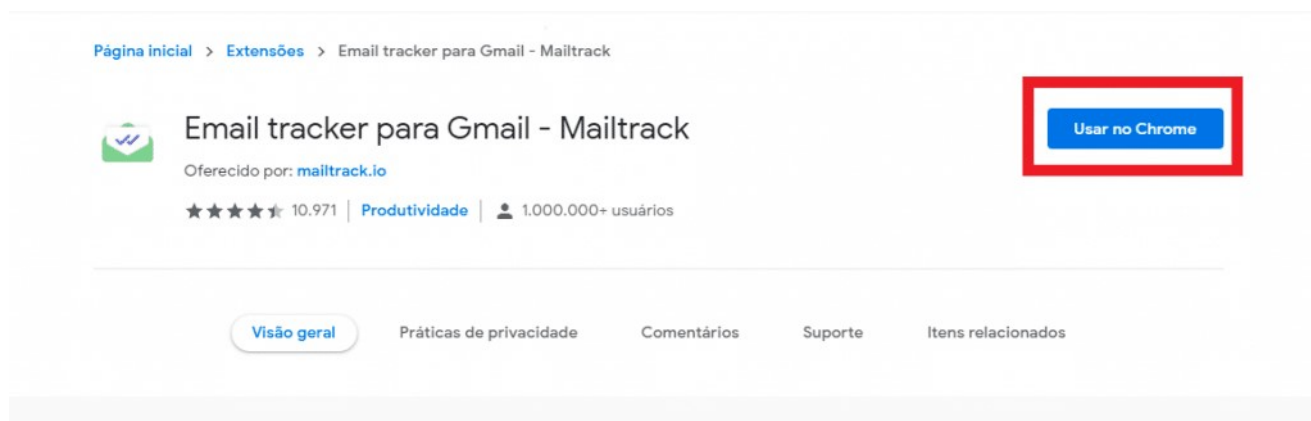 Página inicial > Extensões > Email tracker para Gmail - Mailtrack
Email tracker para Gmail - Mailtrack
Usar no Chrome
Oferecido por: mailtrack.io
10.971 | Produtividade | 1.000.000+ usuários
Visão geral Práticas de privacidade Comentários Suporte Itens relacionados